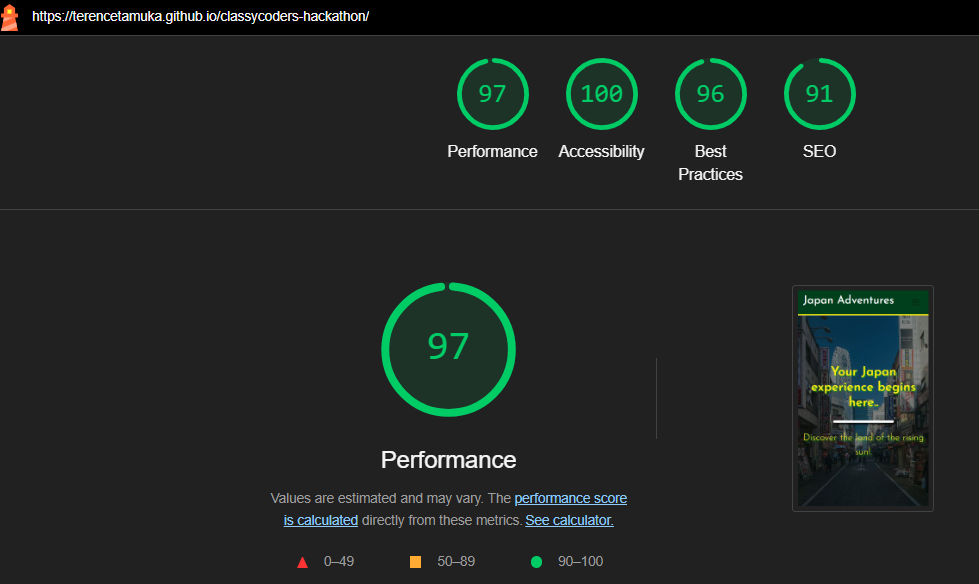 https://terencetamuka.github.io/classycoders-hackathon/
97
100
96
91
Performance
Accessibility
Best
Practices
SEO
97
Performance
Values are estimated and may vary. The performance score
is calculated directly from these metrics. See calculator.
0–49
50–89
90–100
Japan Adventures
Your Japan
experience begins
here..
Discover the land of the rising
sun!